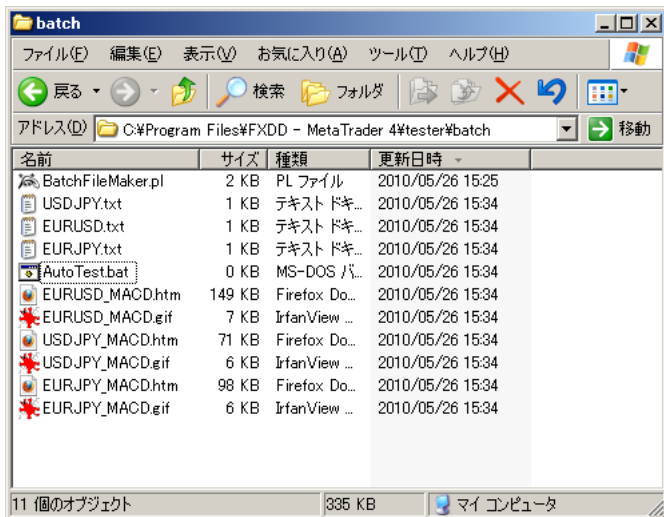 batch
ファイル(F) 編集(E) 表示(V) お気に入り(A) ツール(T) ヘルプ(H)
戻る 検索 フォルダ
アドレス(D) C:¥Program Files¥FXDD - MetaTrader 4¥tester¥batch 移動
名前 サイズ 種類 更新日時
BatchFileMaker.pl 2 KB PL ファイル 2010/05/26 15:25
USDJPY.txt 1 KB テキスト ドキ... 2010/05/26 15:34
EURUSD.txt 1 KB テキスト ドキ... 2010/05/26 15:34
EURJPY.txt 1 KB テキスト ドキ... 2010/05/26 15:34
AutoTest.bat 0 KB MS-DOS バ... 2010/05/26 15:34
EURUSD_MACD.htm 149 KB Firefox Do... 2010/05/26 15:34
EURUSD_MACD.gif 7 KB IrfanView ... 2010/05/26 15:34
USDJPY_MACD.htm 71 KB Firefox Do... 2010/05/26 15:34
USDJPY_MACD.gif 6 KB IrfanView ... 2010/05/26 15:34
EURJPY_MACD.htm 98 KB Firefox Do... 2010/05/26 15:34
EURJPY_MACD.gif 6 KB IrfanView ... 2010/05/26 15:34
11 個のオブジェクト 335 KB マイ コンピュータ